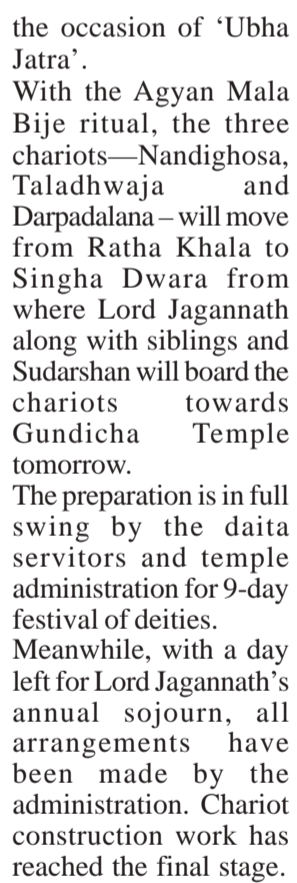 the occasion of ‘Ubha
Jatra’.
With the Agyan Mala
Bije ritual, the three
chariots—Nandighosa,
Taladhwaja and
Darpadalana – will move
from Ratha Khala to
Singha Dwara from
where Lord Jagannath
along with siblings and
Sudarshan will board the
chariots towards
Gundicha Temple
tomorrow.
The preparation is in full
swing by the daita
servitors and temple
administration for 9-day
festival of deities.
Meanwhile, with a day
left for Lord Jagannath’s
annual sojourn, all
arrangements have
been made by the
administration. Chariot
construction work has
reached the final stage.